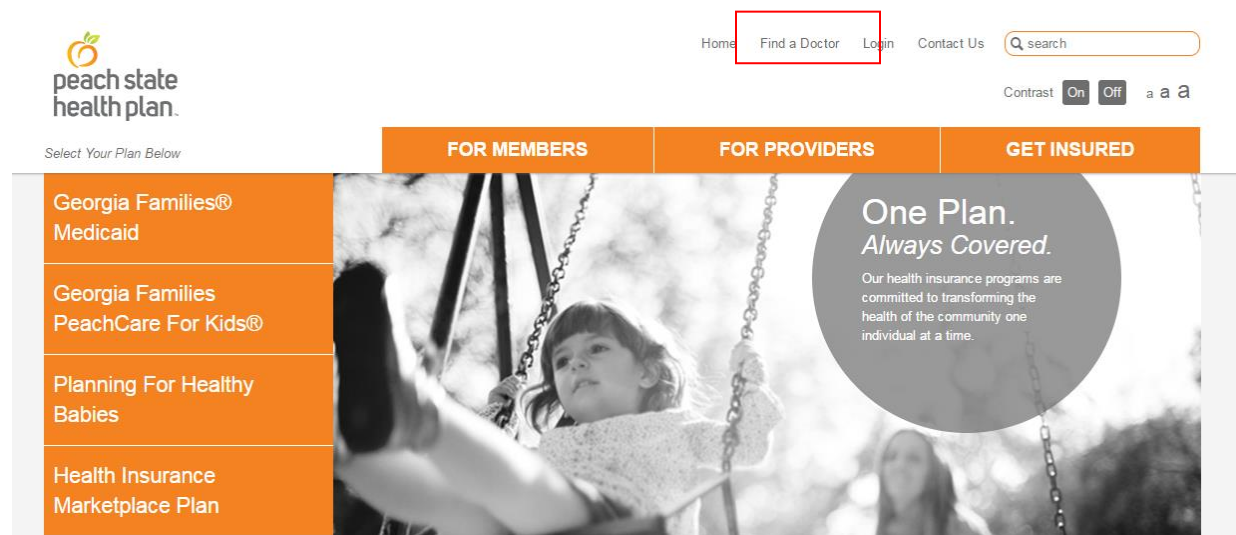 Home Find a Doctor Login Contact Us search
peach state
health plan™
Contrast On Off a a a
Select Your Plan Below
FOR MEMBERS FOR PROVIDERS GET INSURED
Georgia Families®
Medicaid
Georgia Families
PeachCare For Kids®
Planning For Healthy
Babies
Health Insurance
Marketplace Plan
One Plan.
Always Covered.
Our health insurance programs are
committed to transforming the
health of the community one
individual at a time.